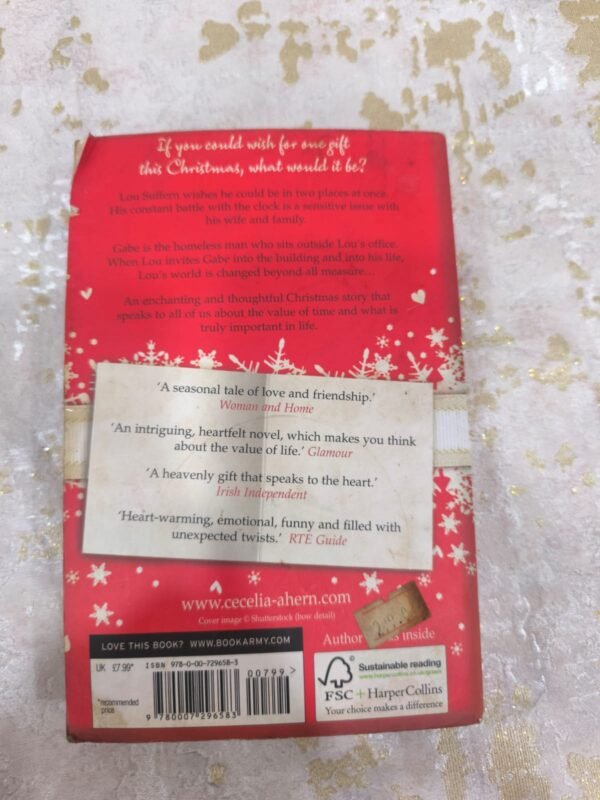 If you could wish for one gift
this Christmas, what would it be?
Lou Suffern wishes he could be in two places at once.
His constant battle with the clock is a sensitive issue with
his wife and family.
Gabe is the homeless man who sits outside Lou's office.
When Lou invites Gabe into the building and into his life,
Lou's world is changed beyond all measure…
An enchanting and thoughtful Christmas story that
speaks to all of us about the value of time and what is
truly important in life.
'A seasonal tale of love and friendship.'
Woman and Home
'An intriguing, heartfelt novel, which makes you think
about the value of life.' Glamour
'A heavenly gift that speaks to the heart.'
Irish Independent
'Heart-warming, emotional, funny and filled with
unexpected twists.' RTE Guide
www.cecelia-ahern.com
Cover image © Shutterstock (bow detail)
Author inside
LOVE THIS BOOK? WWW.BOOKARMY.COM
UK £7.99*
ISBN 978-0-00-729658-3
00799 >
*recommended
price
9 780007 296583
Sustainable reading
www.harpercollins.co.uk/green
FSC + HarperCollins
Your choice makes a difference